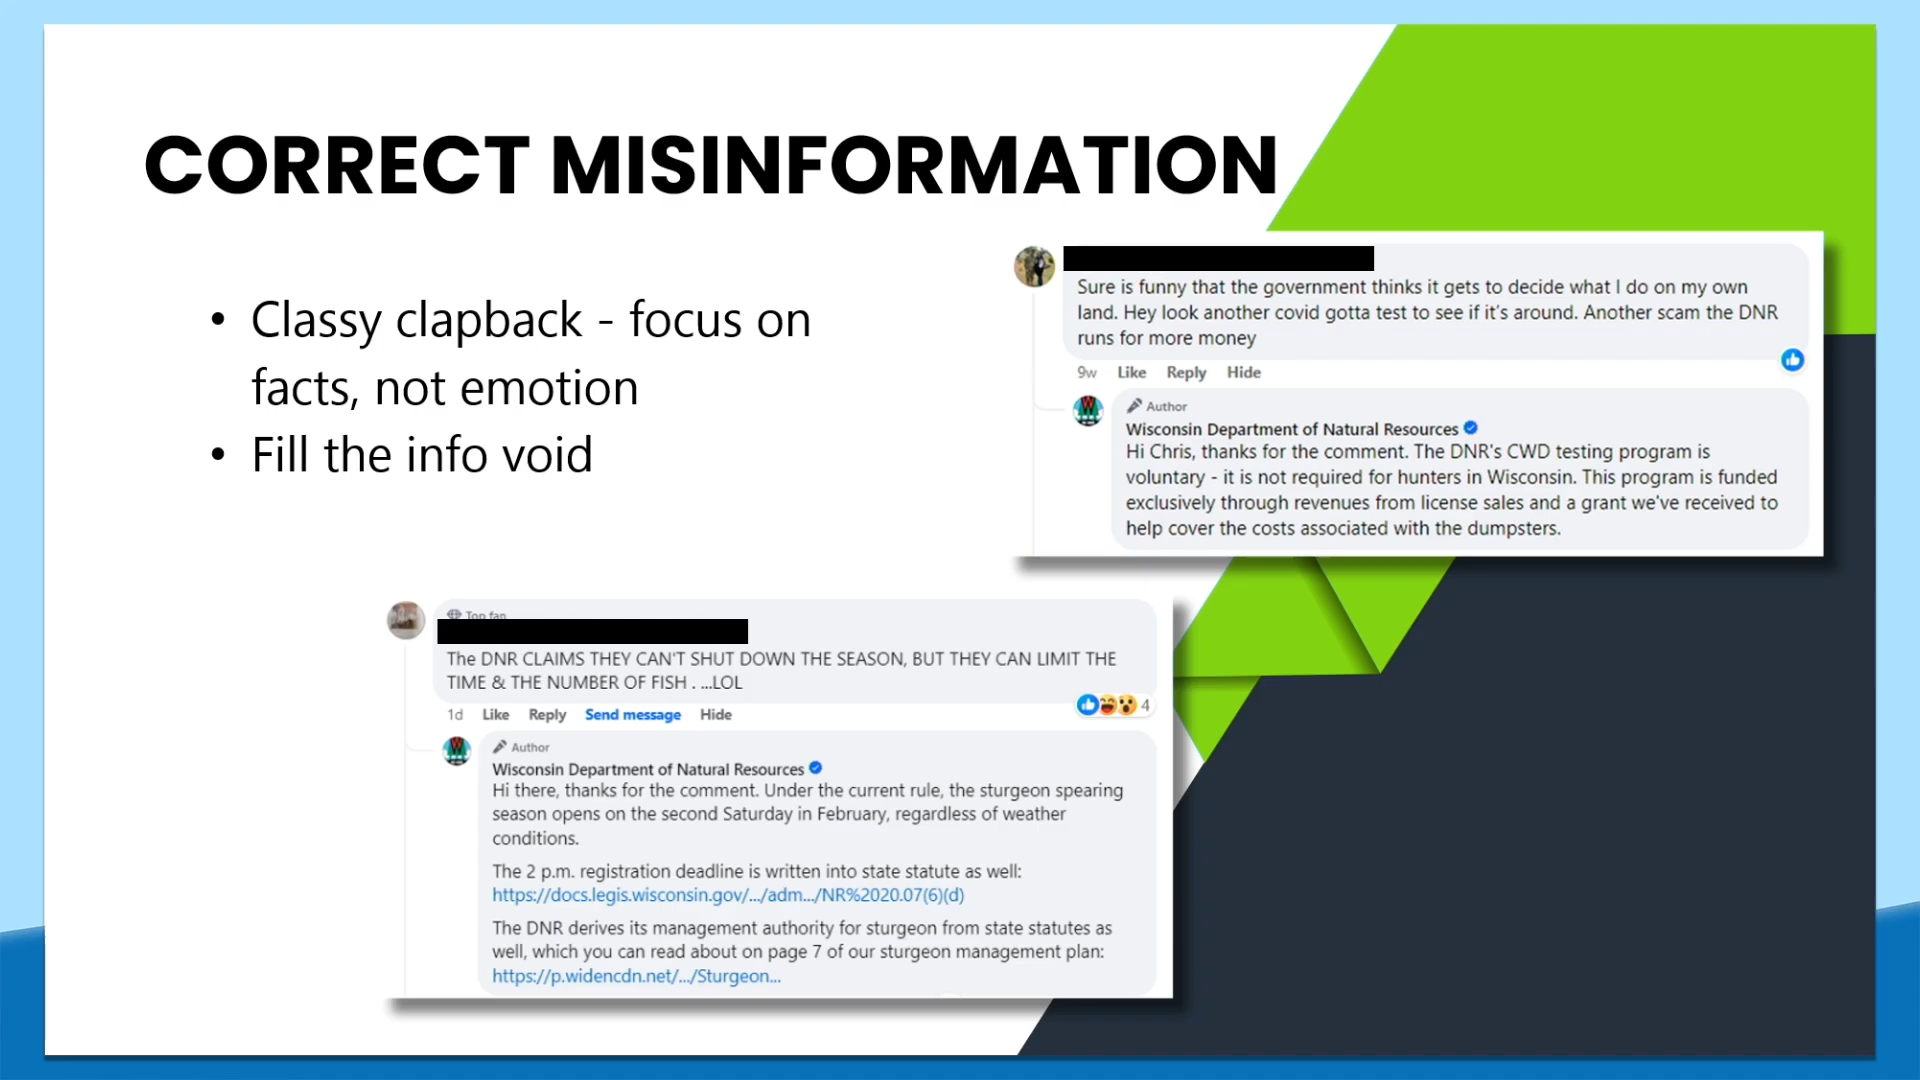 CORRECT MISINFORMATION
• Classy clapback - focus on
facts, not emotion
• Fill the info void
Sure is funny that the government thinks it gets to decide what I do on my own
land. Hey look another covid gotta test to see if it's around. Another scam the DNR
runs for more money
9w Like Reply Hide
Author
Wisconsin Department of Natural Resources
Hi Chris, thanks for the comment. The DNR's CWD testing program is
voluntary - it is not required for hunters in Wisconsin. This program is funded
exclusively through revenues from license sales and a grant we've received to
help cover the costs associated with the dumpsters.
Top fan
The DNR CLAIMS THEY CAN'T SHUT DOWN THE SEASON, BUT THEY CAN LIMIT THE
TIME & THE NUMBER OF FISH . ...LOL
1d Like Reply Send message Hide 4
Author
Wisconsin Department of Natural Resources
Hi there, thanks for the comment. Under the current rule, the sturgeon spearing
season opens on the second Saturday in February, regardless of weather
conditions.
The 2 p.m. registration deadline is written into state statute as well:
https://docs.legis.wisconsin.gov/.../adm.../NR%2020.07(6)(d)
The DNR derives its management authority for sturgeon from state statutes as
well, which you can read about on page 7 of our sturgeon management plan:
https://p.widencdn.net/.../Sturgeon...